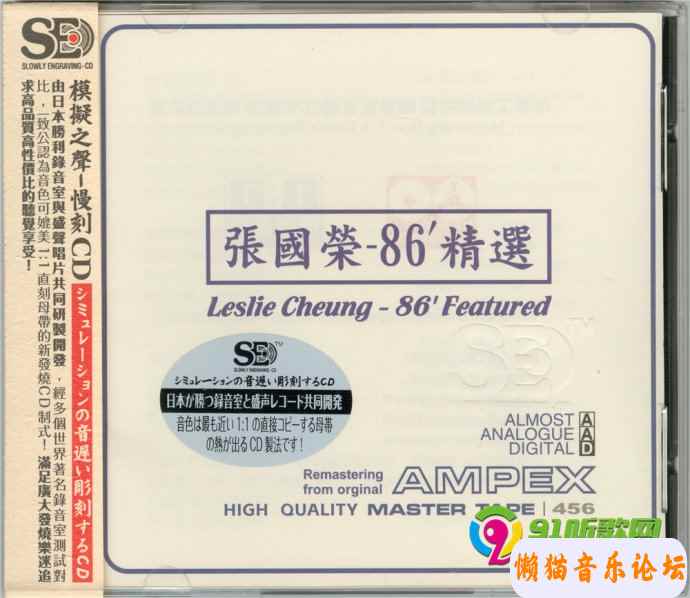 SED
SLOWLY ENGRAVING-CD
模擬之聲-慢刻CD
シミュレーションの音遅い彫刻するCD
由日本勝利錄音室與盛聲唱片共同研製開發，經多個世界著名錄音室測試對
比，一致公認為音色可媲美1:1直刻母帶的新發燒CD制式！滿足廣大發燒樂迷追
求高品質高性價比的聽覺享受！
張國榮-86'精選
Leslie Cheung - 86' Featured
SED TM
SLOWLY ENGRAVING-CD
シミュレーションの音遅い彫刻するCD
日本が勝つ録音室と盛声レコード共同開発
音色は最も近い1:1の直接コピーする母帯
の熱が出るCD製法です!
SED TM
ALMOST A
ANALOGUE A
DIGITAL D
Remastering
from orginal
AMPEX
HIGH QUALITY MASTER TAPE | 456
91听歌网
懒猫音乐论坛